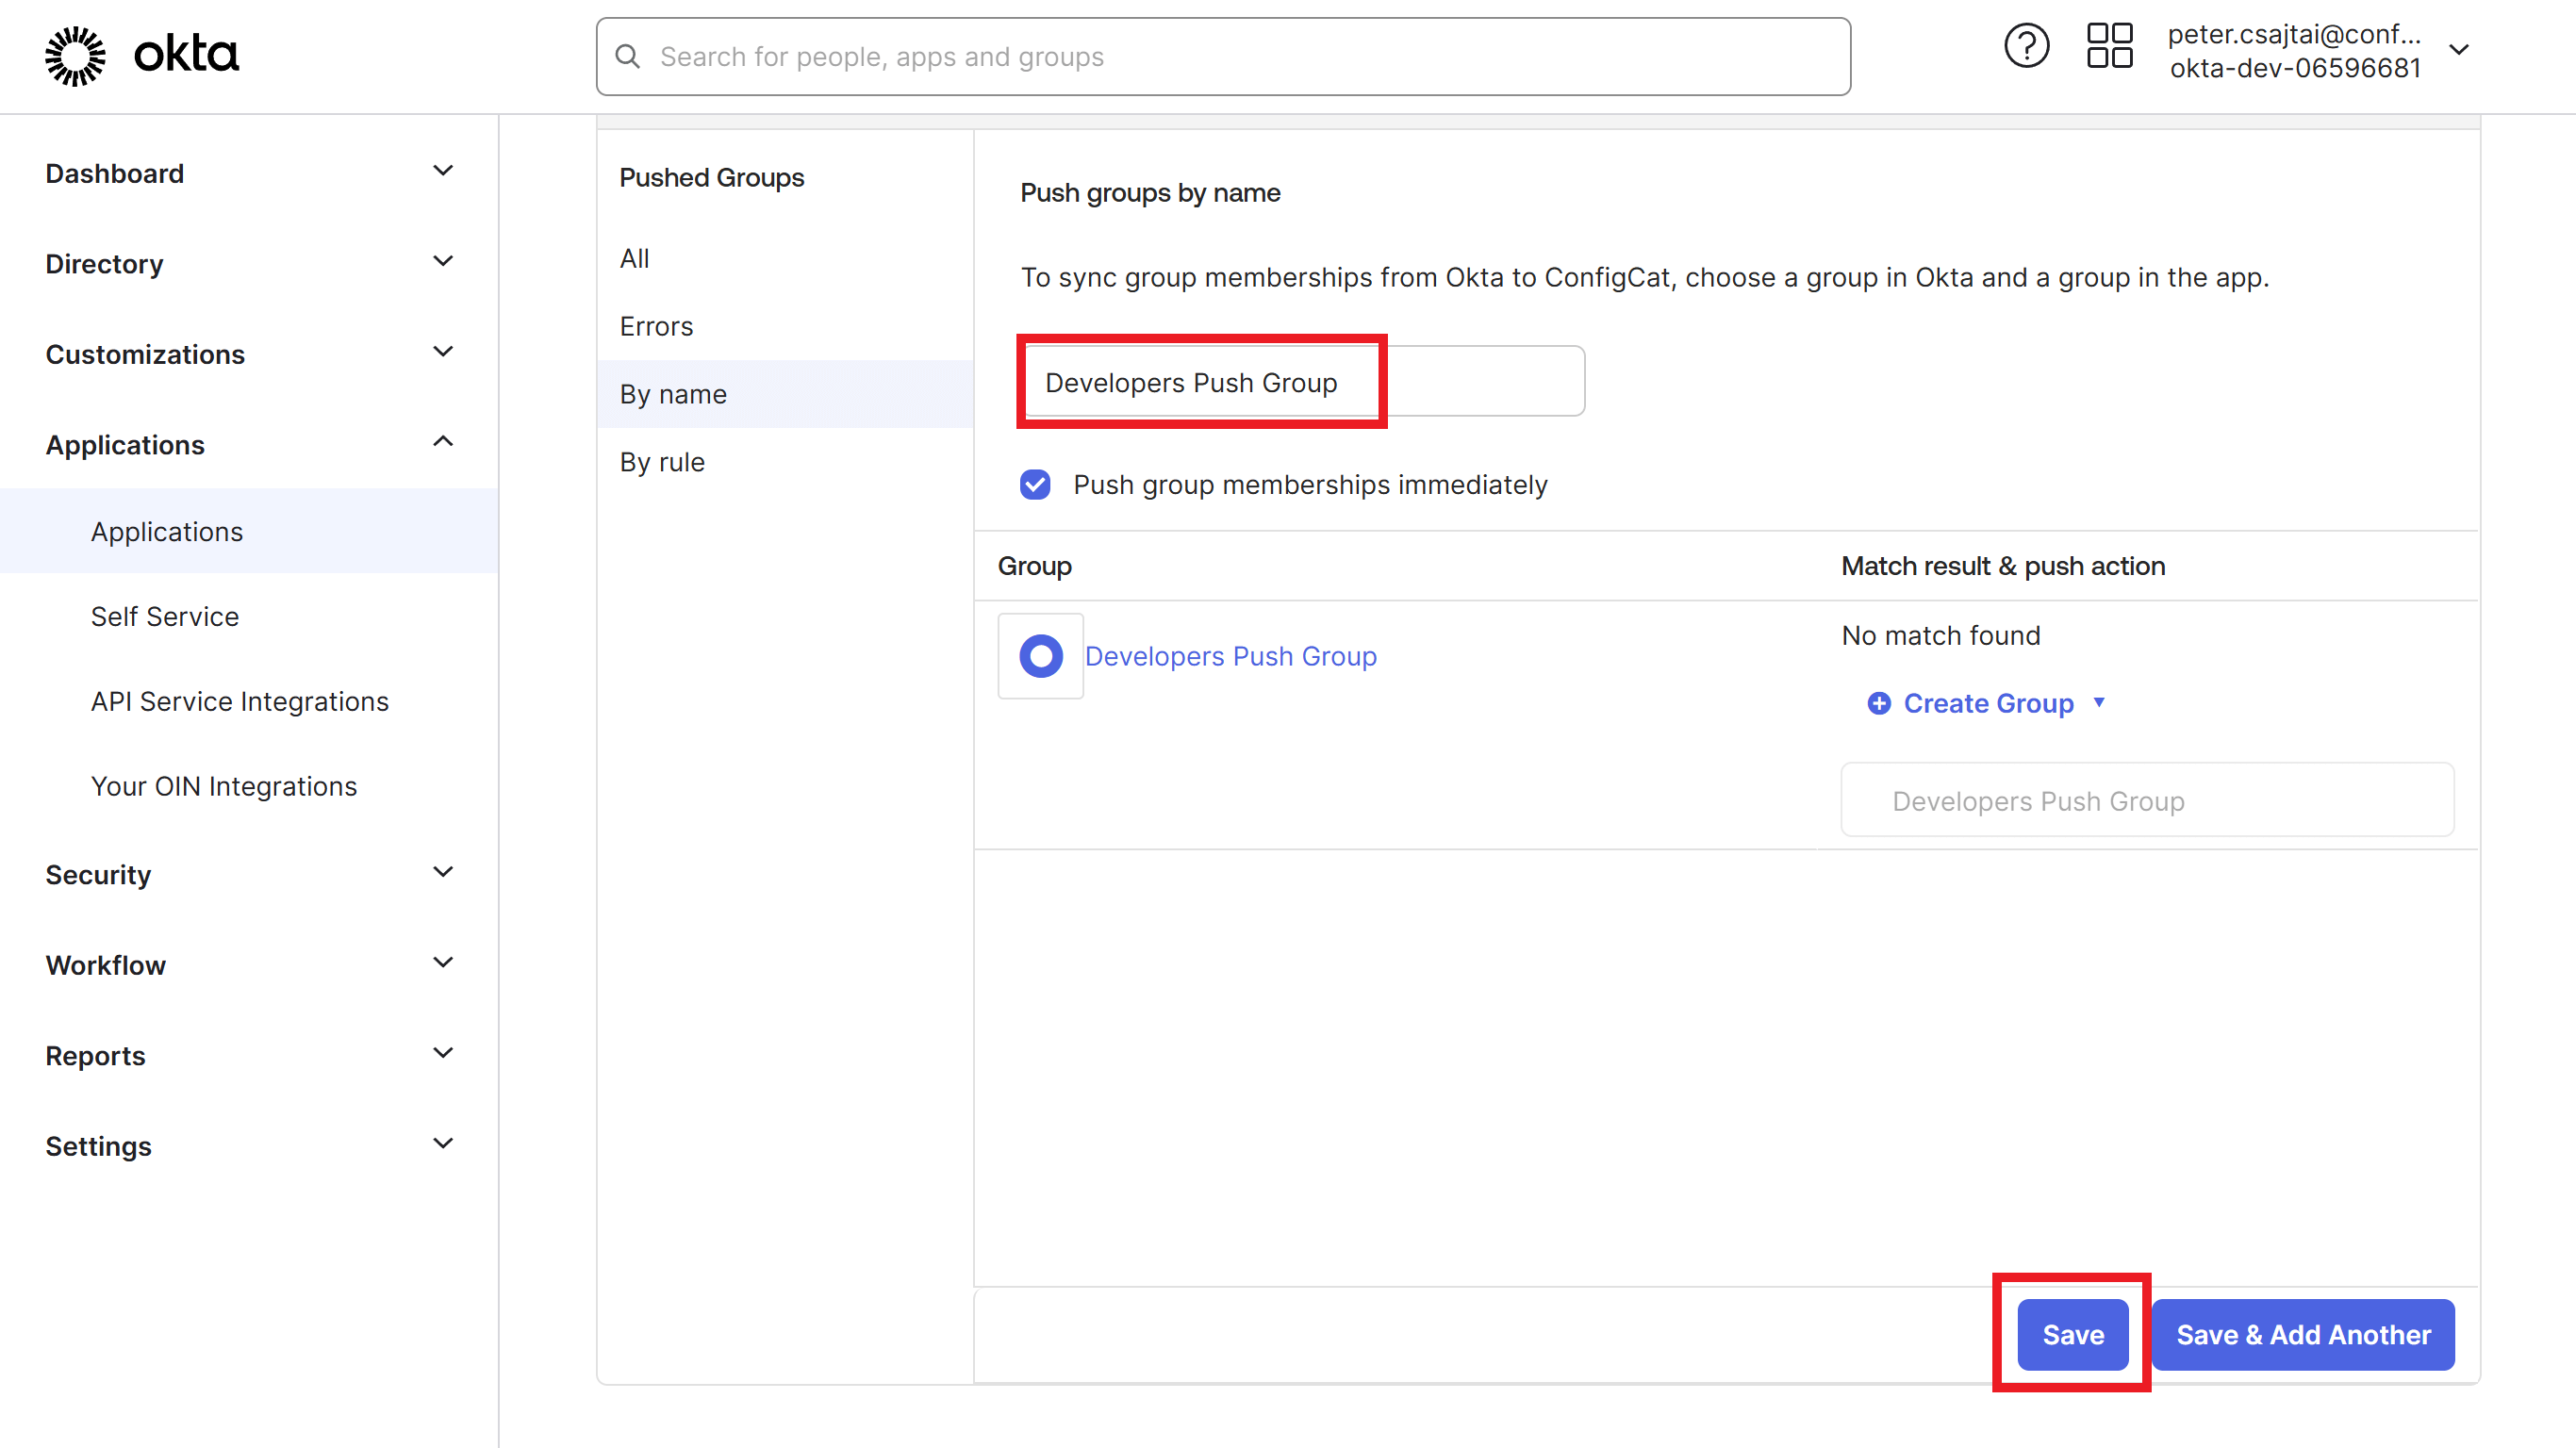 okta
Search for people, apps and groups
peter.csajtai@conf...
okta-dev-06596681
Dashboard
Directory
Customizations
Applications
Applications
Self Service
API Service Integrations
Your OIN Integrations
Security
Workflow
Reports
Settings
Pushed Groups
All
Errors
By name
By rule
Push groups by name
To sync group memberships from Okta to ConfigCat, choose a group in Okta and a group in the app.
Developers Push Group
Push group memberships immediately
Group
Match result & push action
Developers Push Group
No match found
Create Group
Developers Push Group
Save
Save & Add Another